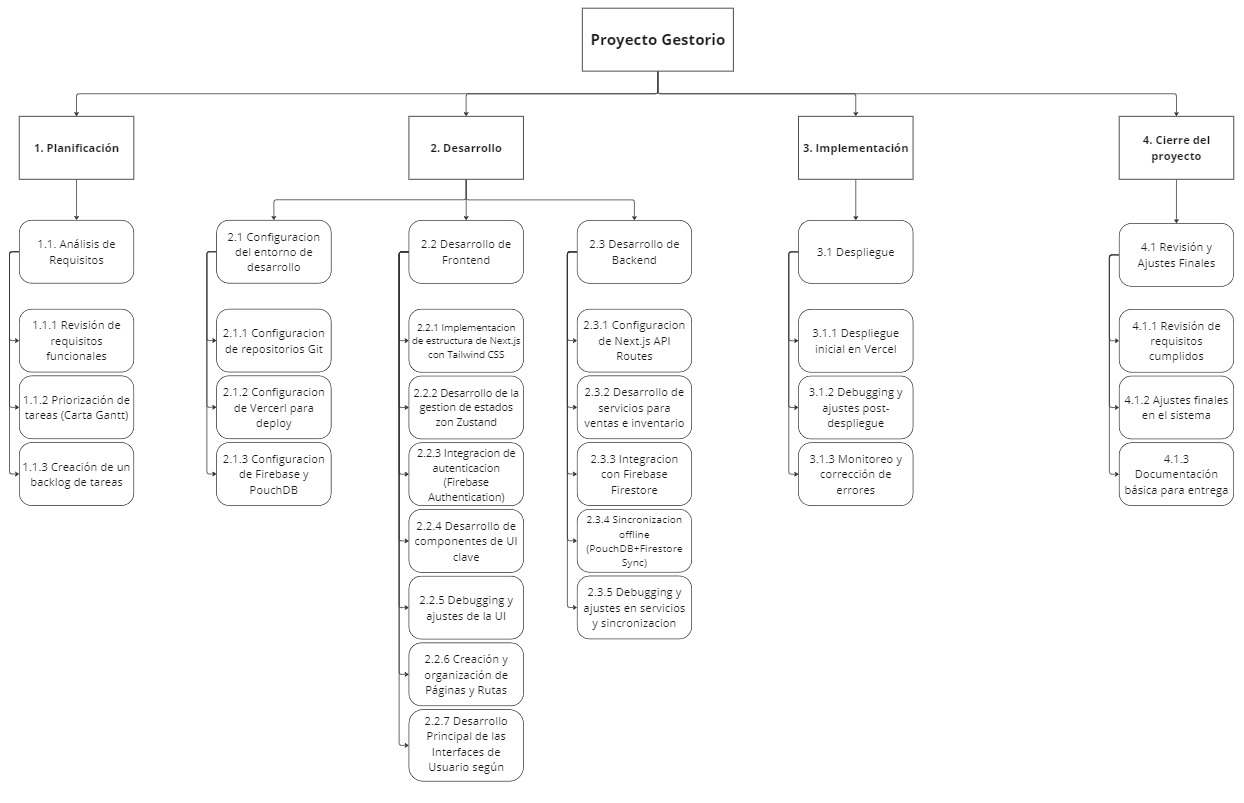 Proyecto Gestorio
1. Planificación
2. Desarrollo
3. Implementación
4. Cierre del
proyecto
1.1. Análisis de
Requisitos
1.1.1 Revisión de
requisitos
funcionales
1.1.2 Priorización de
tareas (Carta Gantt)
1.1.3 Creación de un
backlog de tareas
2.1 Configuracion
del entorno de
desarrollo
2.1.1 Configuracion
de repositorios Git
2.1.2 Configuracion
de Vercerl para
deploy
2.1.3 Configuracion
de Firebase y
PouchDB
2.2 Desarrollo de
Frontend
2.2.1 Implementacion
de estructura de Next.js
con Tailwind CSS
2.2.2 Desarrollo de la
gestion de estados
zon Zustand
2.2.3 Integracion de
autenticacion
(Firebase
Authentication)
2.2.4 Desarrollo de
componentes de UI
clave
2.2.5 Debugging y
ajustes de la UI
2.2.6 Creación y
organización de
Páginas y Rutas
2.2.7 Desarrollo
Principal de las
Interfaces de
Usuario según
2.3 Desarrollo de
Backend
2.3.1 Configuracion
de Next.js API
Routes
2.3.2 Desarrollo de
servicios para
ventas e inventario
2.3.3 Integracion
con Firebase
Firestore
2.3.4 Sincronizacion
offline
(PouchDB+Firestore
Sync)
2.3.5 Debugging y
ajustes en servicios
y sincronizacion
3.1 Despliegue
3.1.1 Despliegue
inicial en Vercel
3.1.2 Debugging y
ajustes post-
despliegue
3.1.3 Monitoreo y
corrección de
errores
4.1 Revisión y
Ajustes Finales
4.1.1 Revisión de
requisitos
cumplidos
4.1.2 Ajustes finales
en el sistema
4.1.3
Documentación
básica para entrega